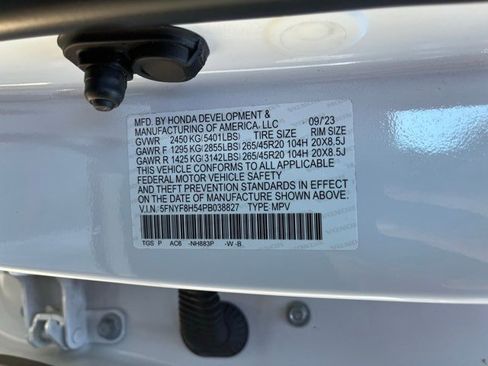 MFD. BY HONDA DEVELOPMENT & 09/'23
MANUFACTURING OF AMERICA, LLC
GVWR 2450 KG(5401LBS) TIRE SIZE RIM SIZE
GAWR F 1295 KG(2855LBS) 265/45R20 104H 20X8.5J
GAWR R 1425 KG(3142LBS) 265/45R20 104H 20X8.5J
THIS VEHICLE CONFORMS TO ALL APPLICABLE
FEDERAL MOTOR VEHICLE SAFETY
AND THEFT PREVENTION STANDARDS IN EFFECT
ON THE DATE OF MANUFACTURE SHOWN ABOVE.
V.I.N. 5FNYF8H54PB038827 TYPE:MPV
TGS P AC6 -NH883P -W -B.